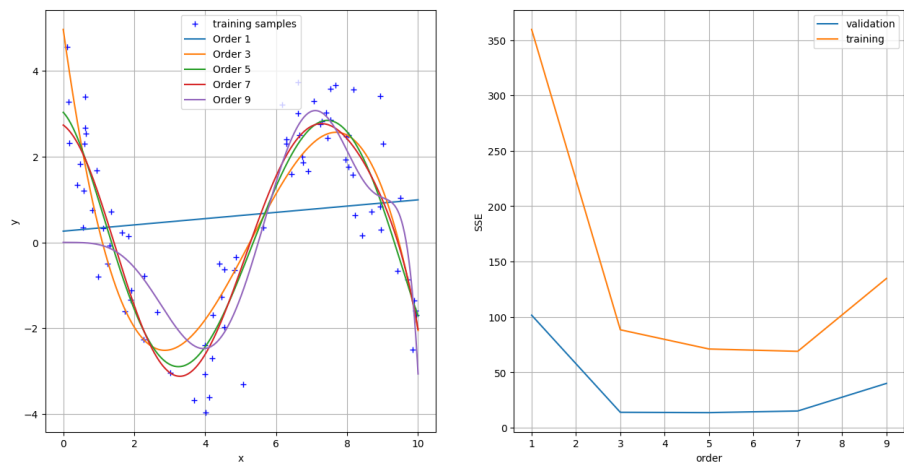 training samples
Order 1
Order 3
Order 5
Order 7
Order 9
y
4
2
0
−2
−4
0 2 4 6 8 10
x
validation
training
SSE
350
300
250
200
150
100
50
0
1 2 3 4 5 6 7 8 9
order